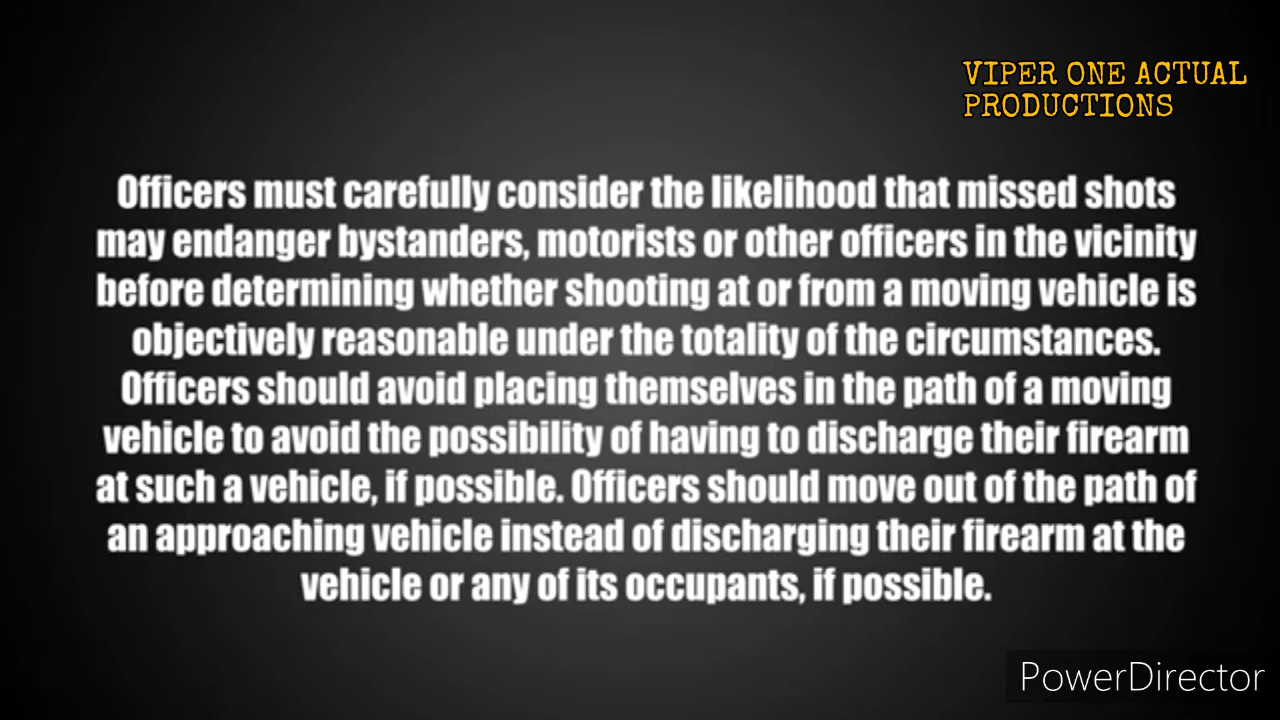 VIPER ONE ACTUAL
PRODUCTIONS
Officers must carefully consider the likelihood that missed shots
may endanger bystanders, motorists or other officers in the vicinity
before determining whether shooting at or from a moving vehicle is
objectively reasonable under the totality of the circumstances.
Officers should avoid placing themselves in the path of a moving
vehicle to avoid the possibility of having to discharge their firearm
at such a vehicle, if possible. Officers should move out of the path of
an approaching vehicle instead of discharging their firearm at the
vehicle or any of its occupants, if possible.
PowerDirector